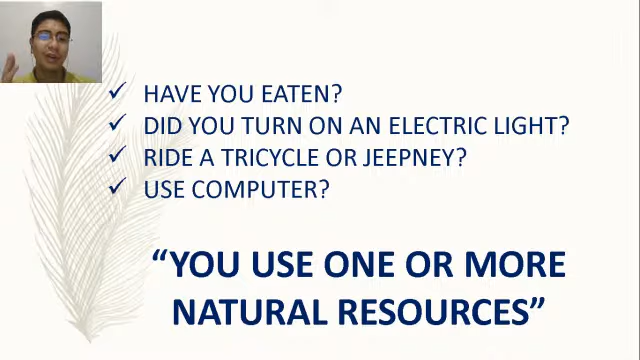 HAVE YOU EATEN?
DID YOU TURN ON AN ELECTRIC LIGHT?
RIDE A TRICYCLE OR JEEPNEY?
USE COMPUTER?
“YOU USE ONE OR MORE
NATURAL RESOURCES”